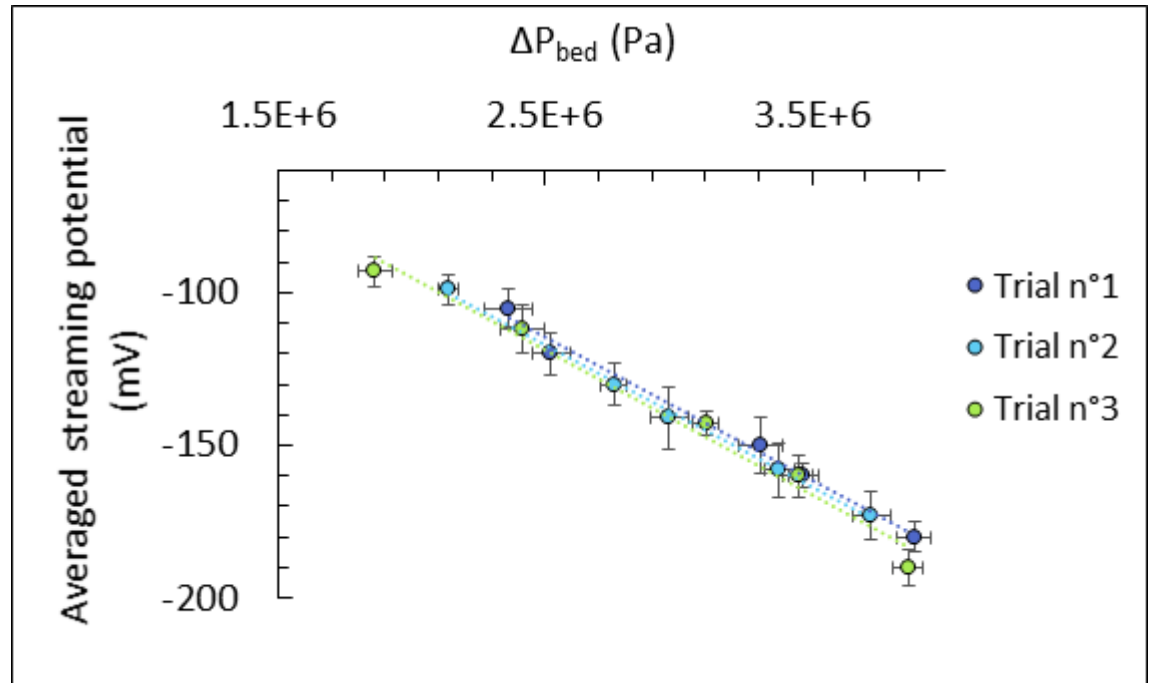 ΔPbed (Pa)
1.5E+6 2.5E+6 3.5E+6
Averaged streaming potential
(mV)
-100
-150
-200
Trial n°1
Trial n°2
Trial n°3